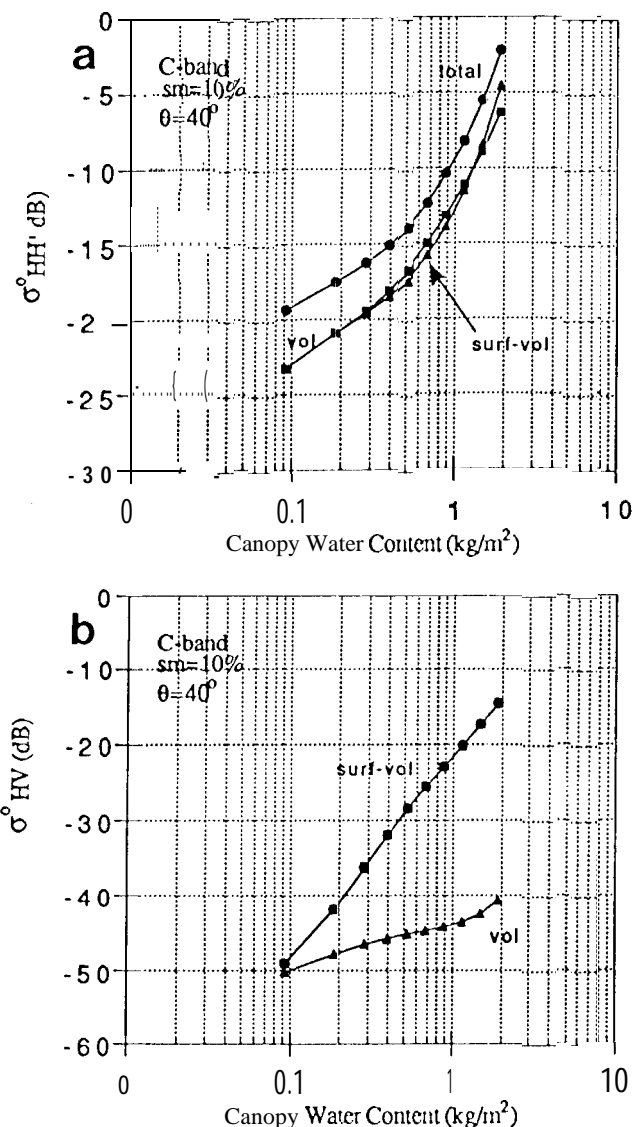 0
a
C-band
sm=10%
θ=40°
total
-5
-10
σ°HH' dB)
-15
-2
vol
surf-vol
-25
-30
0
0.1
1
10
Canopy Water Content (kg/m²)
0
b
C-band
sm=10%
θ=40°
-10
-20
surf-vol
σ° HV (dB)
-30
-40
vol
-50
-60
0
0.1
1
10
Canopy Water Content (kg/m²)